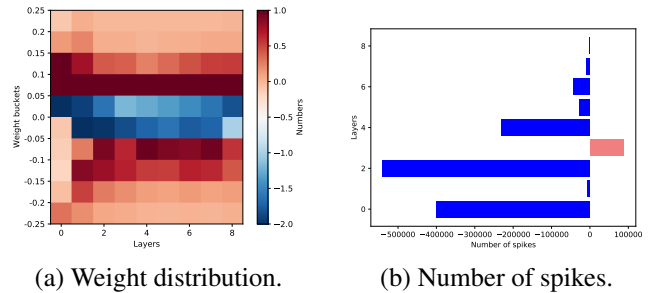 0.25
0.20
0.15
0.1
0.05
0.0
-0.05
-0.1
-0.15
-0.2
-0.25
Weight buckets
0 2 4 6 8
Layers
1.0
0.5
0.0
−0.5
−1.0
−1.5
−2.0
Numbers
8
6
4
2
0
Layers
−500000 −400000 −300000 −200000 −100000 0 100000
Number of spikes
(a) Weight distribution.
(b) Number of spikes.